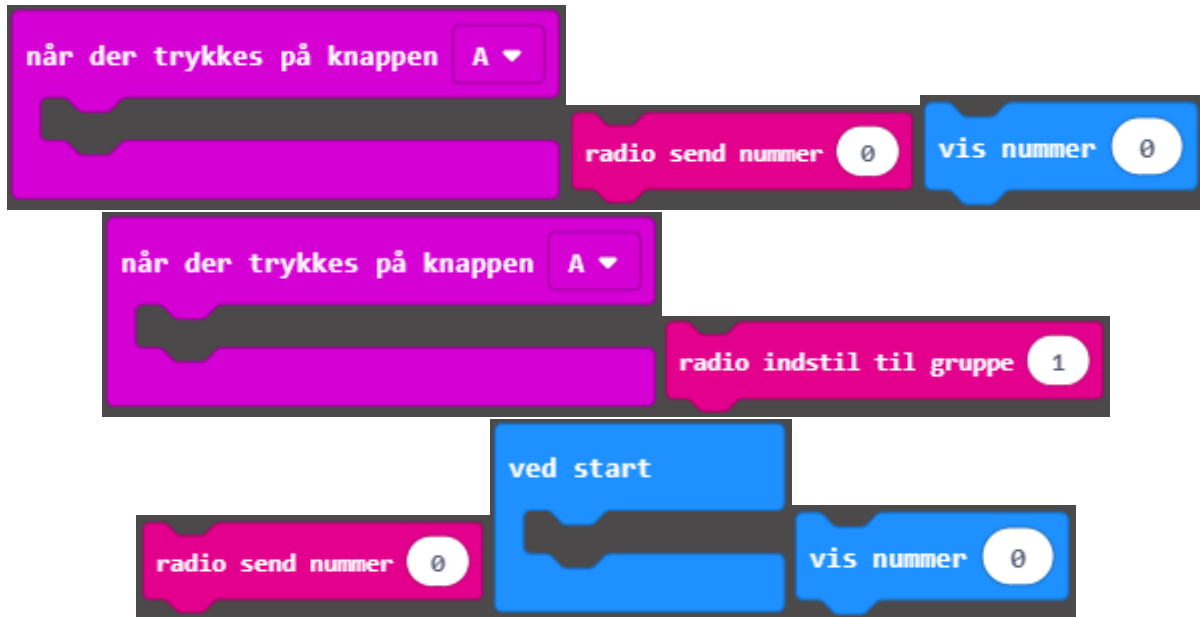 når der trykkes på knappen A
radio send nummer 0
vis nummer 0
når der trykkes på knappen A
radio indstil til gruppe 1
ved start
radio send nummer 0
vis nummer 0